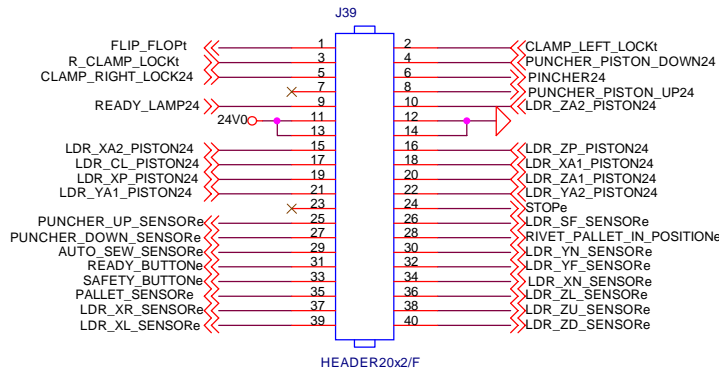 J39
FLIP_FLOPt 1 2 CLAMP_LEFT_LOCKt
R_CLAMP_LOCKt 3 4 PUNCHER_PISTON_DOWN24
CLAMP_RIGHT_LOCK24 5 6 PINCHER24
7 8 PUNCHER_PISTON_UP24
READY_LAMP24 9 10 LDR_ZA2_PISTON24
24V0 11 12
13 14
LDR_XA2_PISTON24 15 16 LDR_ZP_PISTON24
LDR_CL_PISTON24 17 18 LDR_XA1_PISTON24
LDR_XP_PISTON24 19 20 LDR_ZA1_PISTON24
LDR_YA1_PISTON24 21 22 LDR_YA2_PISTON24
23 24 STOPe
PUNCHER_UP_SENSORe 25 26 LDR_SF_SENSORe
PUNCHER_DOWN_SENSORe 27 28 RIVET_PALLET_IN_POSITIONe
AUTO_SEW_SENSORe 29 30 LDR_YN_SENSORe
READY_BUTTONe 31 32 LDR_YF_SENSORe
SAFETY_BUTTONe 33 34 LDR_XN_SENSORe
PALLET_SENSORe 35 36 LDR_ZL_SENSORe
LDR_XR_SENSORe 37 38 LDR_ZU_SENSORe
LDR_XL_SENSORe 39 40 LDR_ZD_SENSORe
HEADER20x2/F